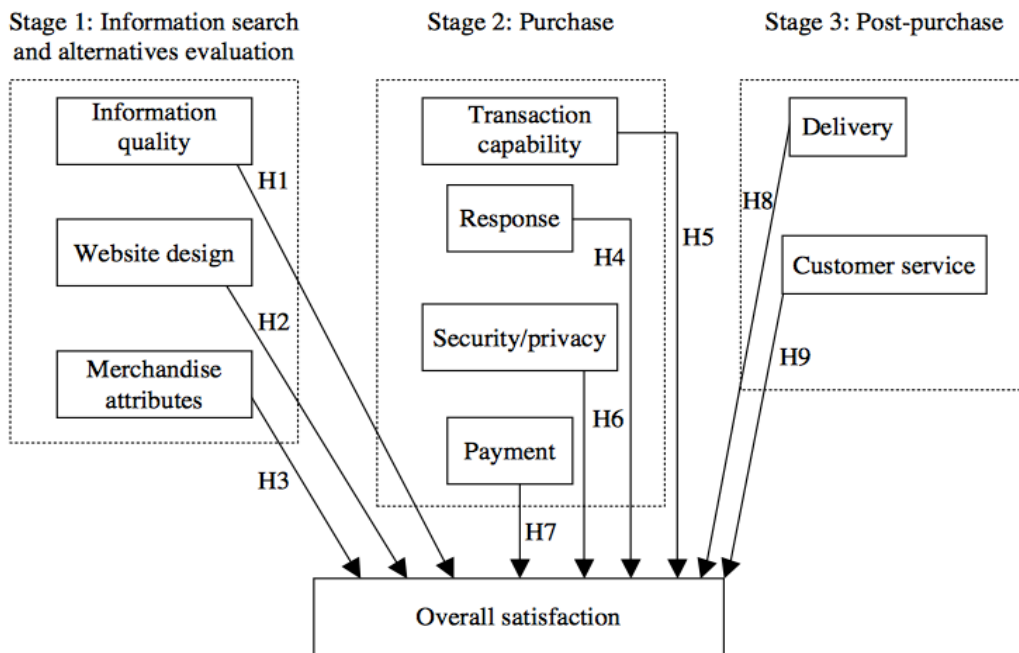 Stage 1: Information search
and alternatives evaluation
Information
quality
H1
Website design
H2
Merchandise
attributes
H3
Stage 2: Purchase
Transaction
capability
Response
H4
H5
Security/privacy
H6
Payment
H7
Stage 3: Post-purchase
Delivery
H8
Customer service
H9
Overall satisfaction